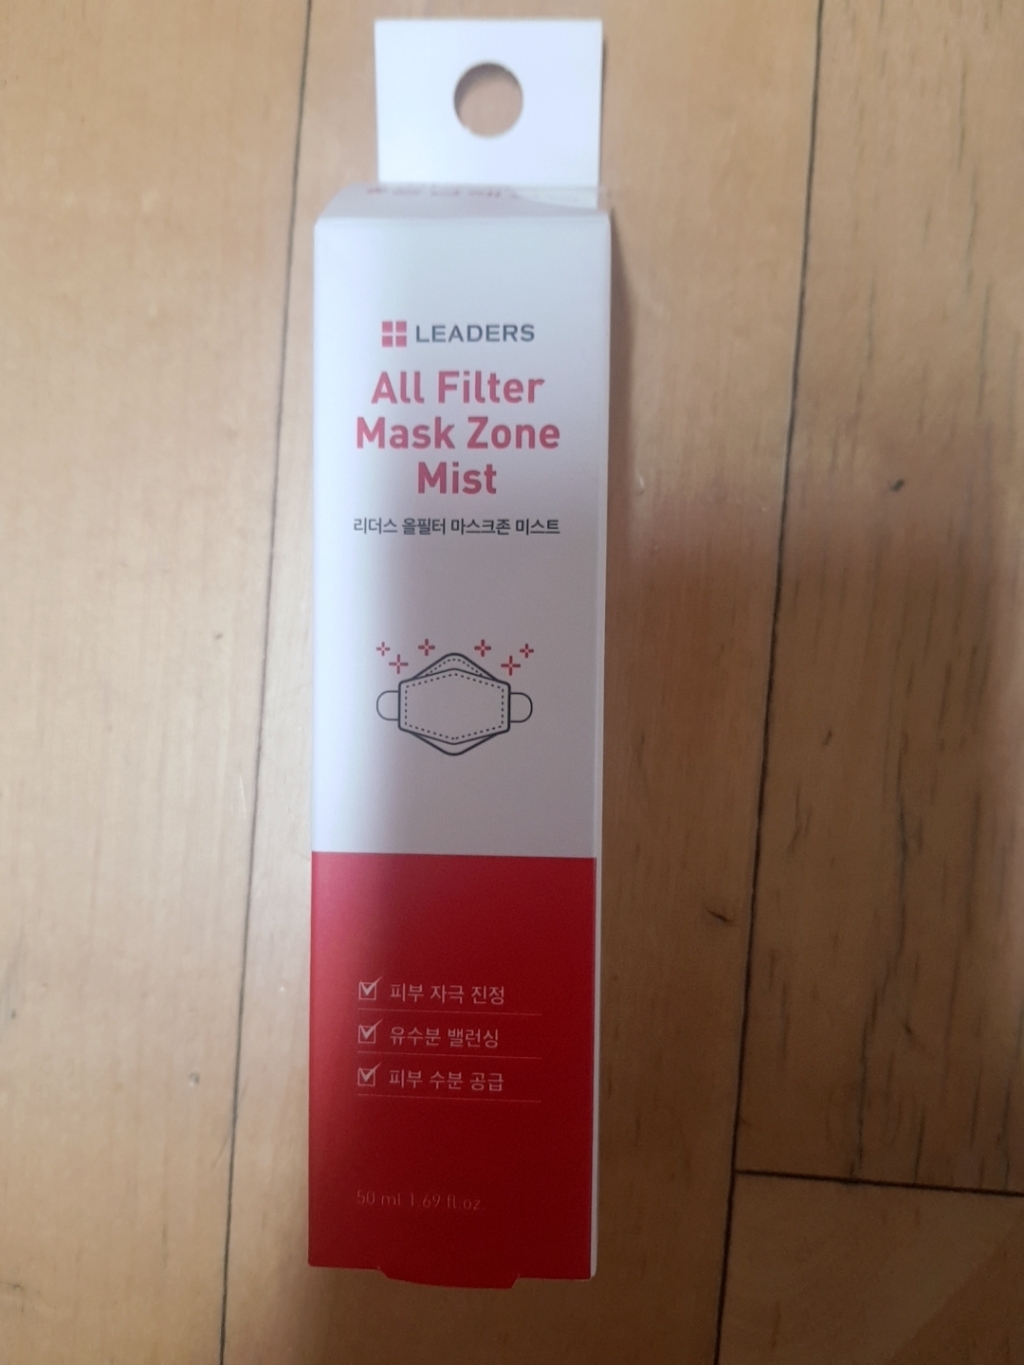 LEADERS
All Filter
Mask Zone
Mist
리더스 올필터 마스크존 미스트
피부 자극 진정
유수분 밸런싱
피부 수분 공급
50 ml 1.69 fl.oz